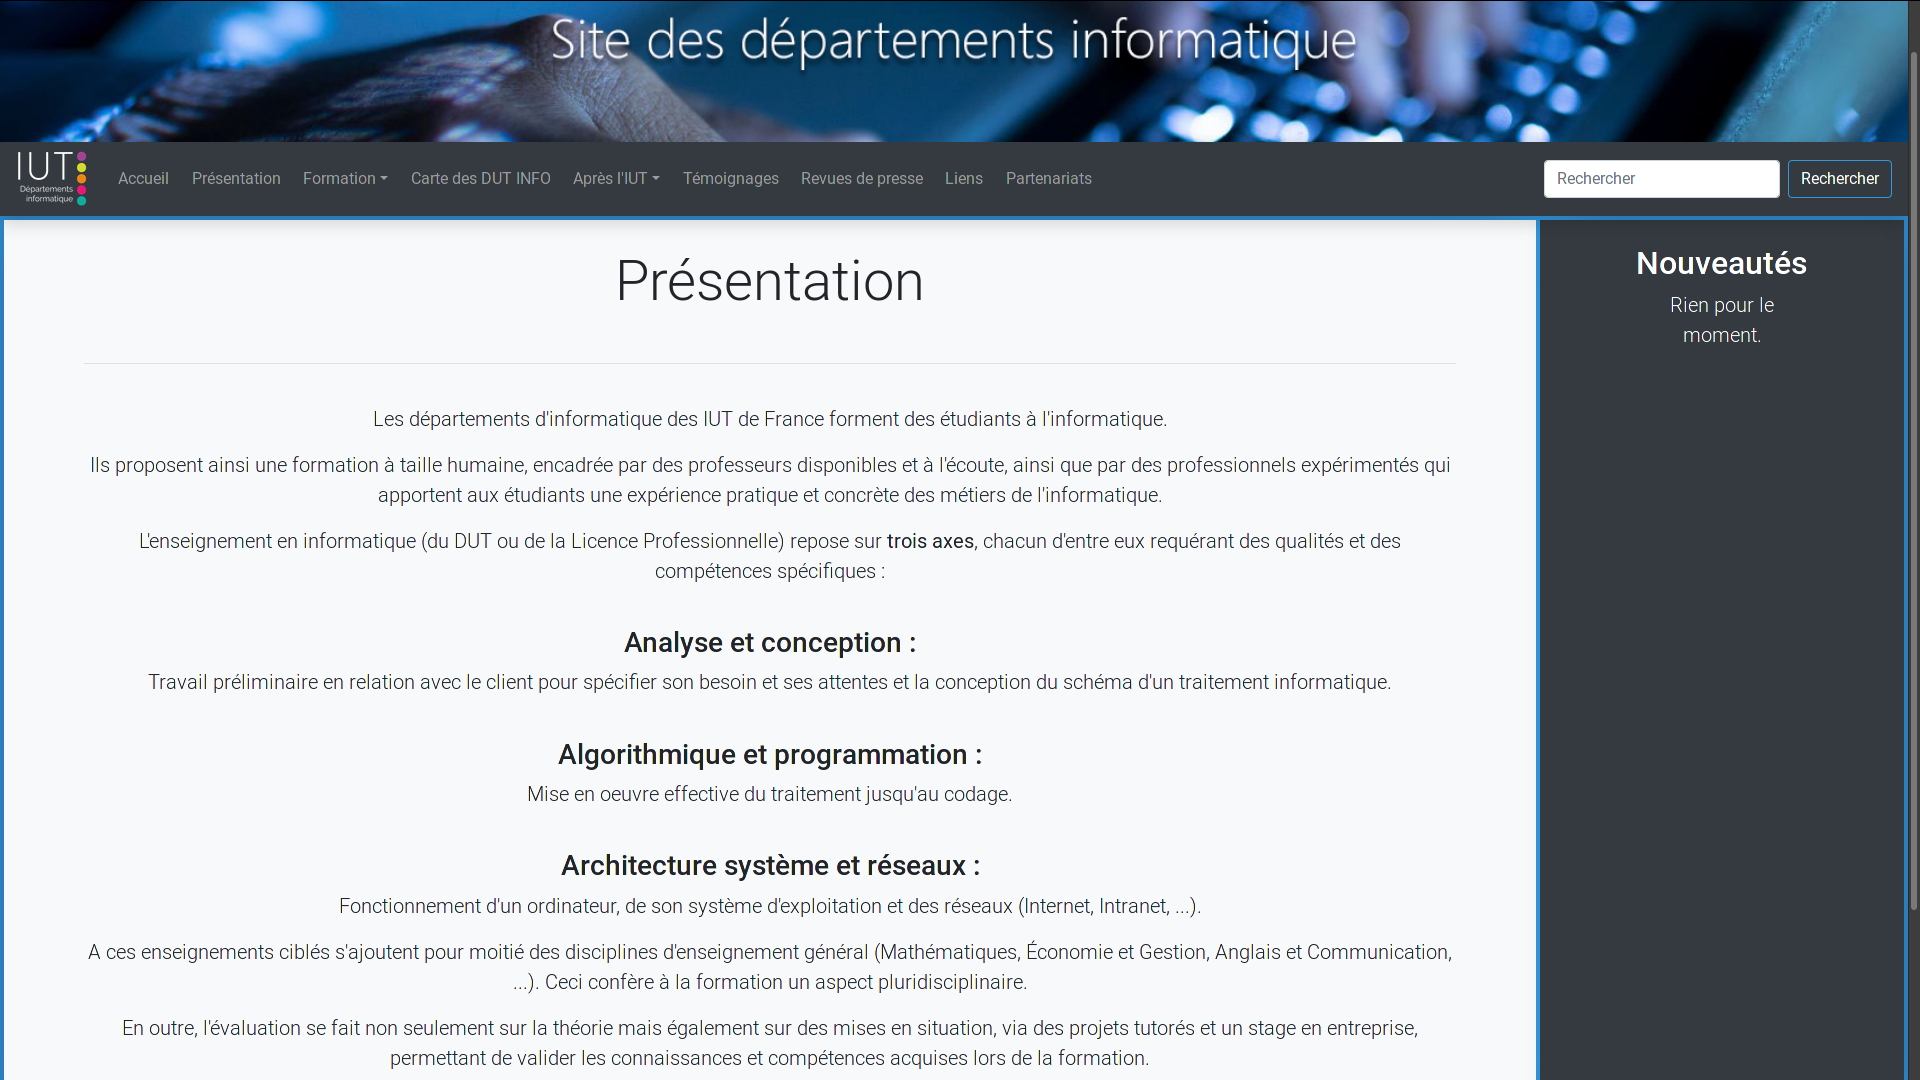 Site des départements informatique
IUT
Départements
informatique
Accueil
Présentation
Formation
Carte des DUT INFO
Après l'IUT
Témoignages
Revues de presse
Liens
Partenariats
Rechercher
Rechercher
Présentation
Les départements d'informatique des IUT de France forment des étudiants à l'informatique.
Ils proposent ainsi une formation à taille humaine, encadrée par des professeurs disponibles et à l'écoute, ainsi que par des professionnels expérimentés qui
apportent aux étudiants une expérience pratique et concrète des métiers de l'informatique.
L'enseignement en informatique (du DUT ou de la Licence Professionnelle) repose sur trois axes, chacun d'entre eux requérant des qualités et des
compétences spécifiques :
Analyse et conception :
Travail préliminaire en relation avec le client pour spécifier son besoin et ses attentes et la conception du schéma d'un traitement informatique.
Algorithmique et programmation :
Mise en oeuvre effective du traitement jusqu'au codage.
Architecture système et réseaux :
Fonctionnement d'un ordinateur, de son système d'exploitation et des réseaux (Internet, Intranet, ...).
A ces enseignements ciblés s'ajoutent pour moitié des disciplines d'enseignement général (Mathématiques, Économie et Gestion, Anglais et Communication,
...). Ceci confère à la formation un aspect pluridisciplinaire.
En outre, l'évaluation se fait non seulement sur la théorie mais également sur des mises en situation, via des projets tutorés et un stage en entreprise,
permettant de valider les connaissances et compétences acquises lors de la formation.
Nouveautés
Rien pour le
moment.